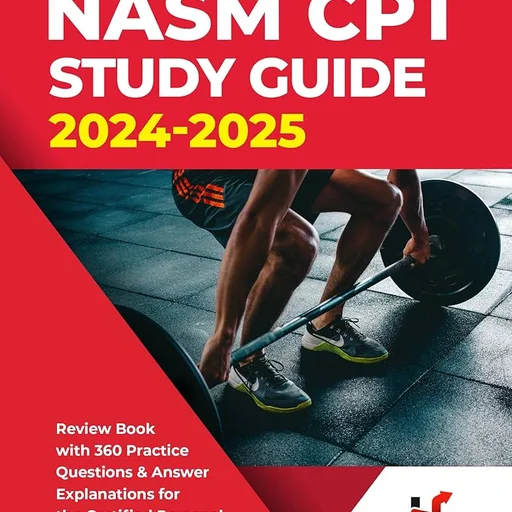 NASM CPT
STUDY GUIDE
2024-2025
Review Book
with 360 Practice
Questions & Answer
Explanations for